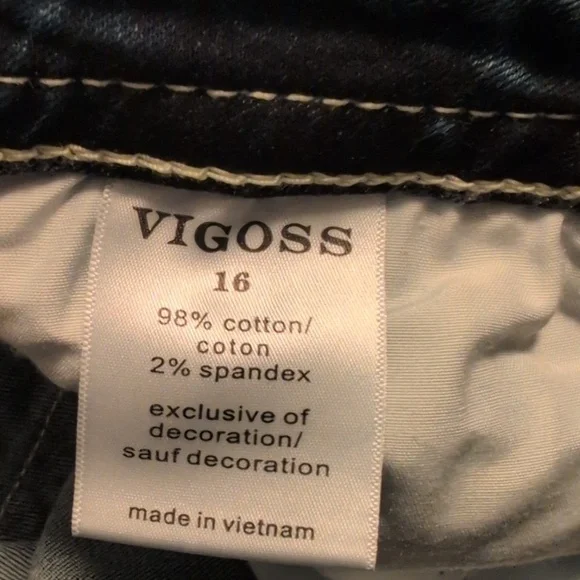 VIGOSS
16
98% cotton/
coton
2% spandex
exclusive of
decoration/
sauf decoration
made in vietnam